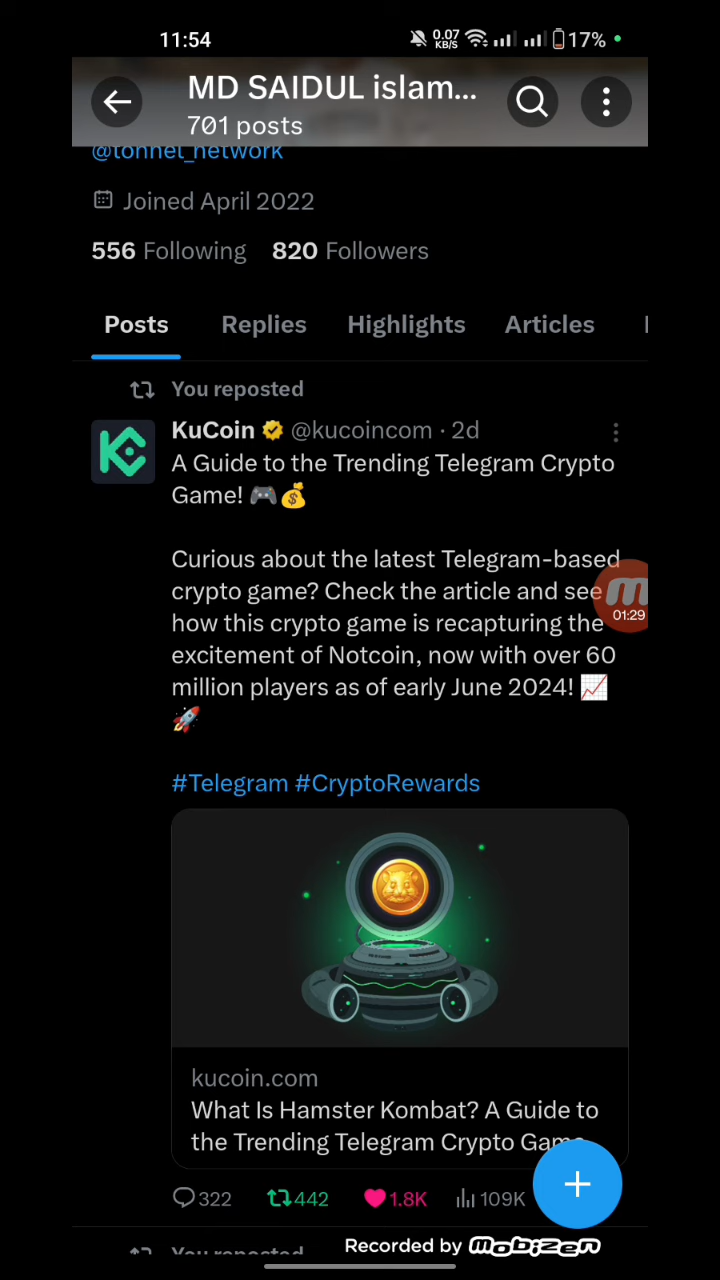 11:54 0.07 KB/S 17%
MD SAIDUL islam...
701 posts
@tonnel_network
Joined April 2022
556 Following 820 Followers
Posts Replies Highlights Articles
You reposted
KuCoin @kucoincom · 2d
A Guide to the Trending Telegram Crypto
Game! 🎮💰
Curious about the latest Telegram-based
crypto game? Check the article and see
how this crypto game is recapturing the
excitement of Notcoin, now with over 60
million players as of early June 2024! 📈
🚀
#Telegram #CryptoRewards
01:29
kucoin.com
What Is Hamster Kombat? A Guide to
the Trending Telegram Crypto Game
322 442 1.8K 109K
You reposted
Recorded by mobizen